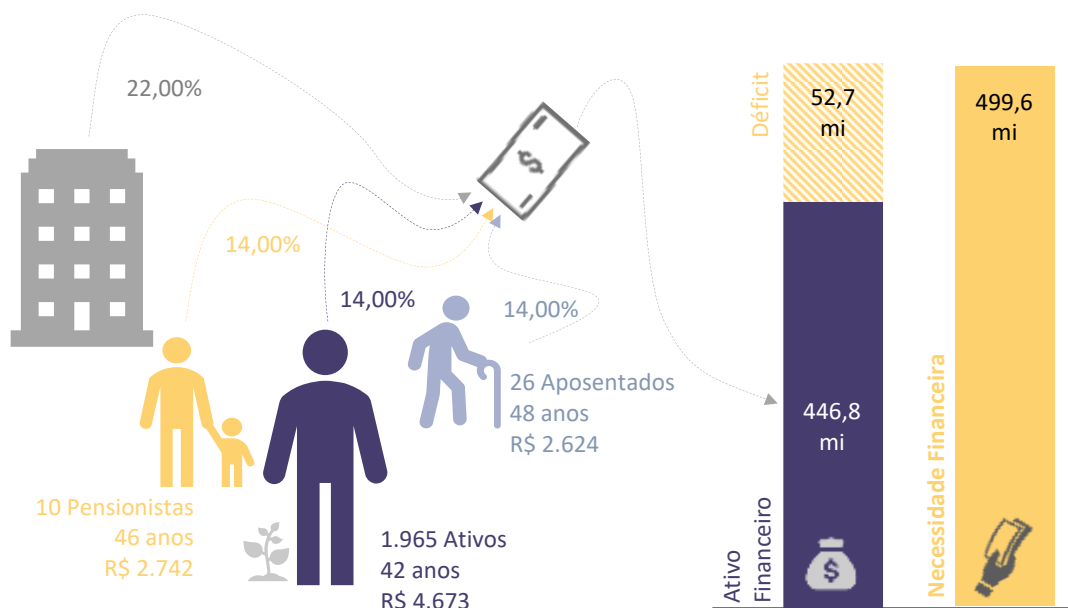 22,00%
14,00%
14,00%
14,00%
$
10 Pensionistas
46 anos
R$ 2.742
1.965 Ativos
42 anos
R$ 4.673
26 Aposentados
48 anos
R$ 2.624
Déficit
52,7
mi
Ativo
Financeiro
446,8
mi
$
Necessidade Financeira
499,6
mi